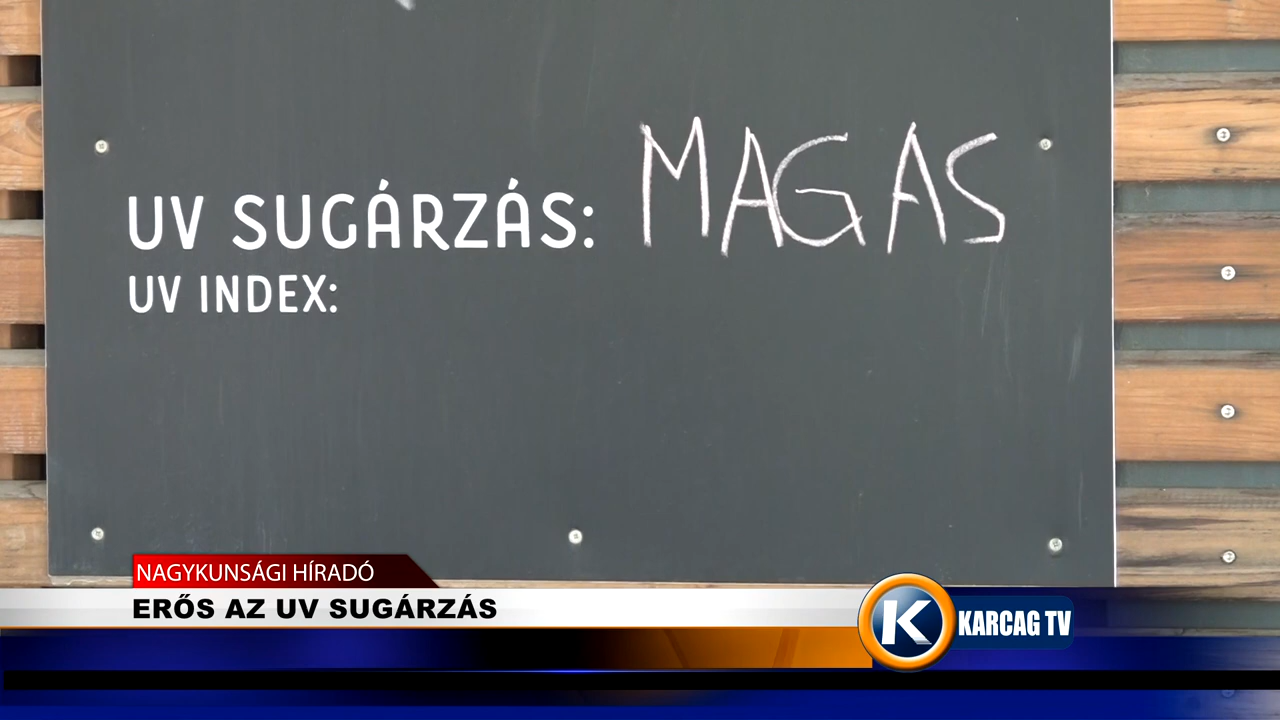 UV SUGÁRZÁS: MAGAS
UV INDEX:
NAGYKUNSÁGI HÍRADÓ
ERŐS AZ UV SUGÁRZÁS
K KARCAG TV